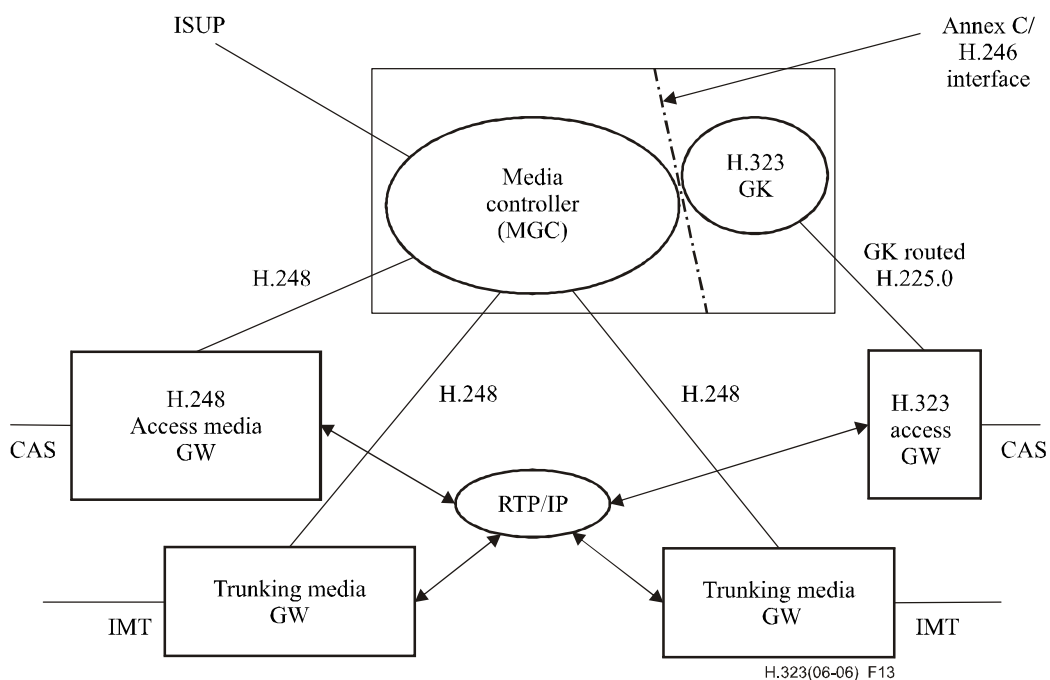 ISUP
Annex C/
H.246
interface
Media
controller
(MGC)
H.323
GK
H.248
GK routed
H.225.0
H.248
Access media
GW
H.248
H.248
H.323
access
GW
CAS
CAS
RTP/IP
Trunking media
GW
Trunking media
GW
IMT
IMT
H.323(06-06)_F13